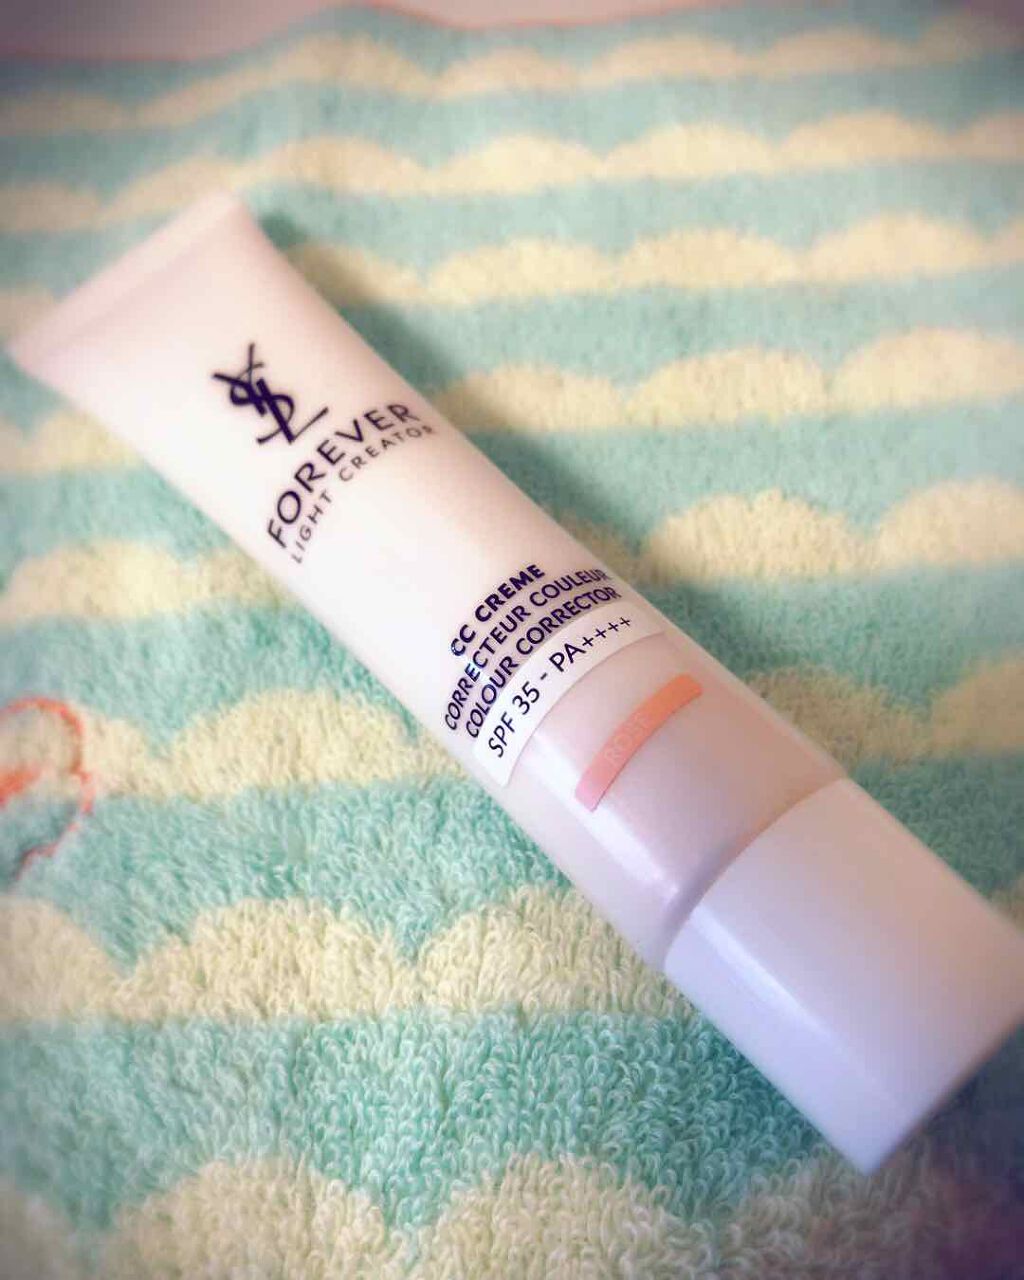 YSL
FOREVER
LIGHT CREATOR
CC CREME
CORRECTEUR COULEUR
COLOUR CORRECTOR
SPF 35 - PA++++
ROSE